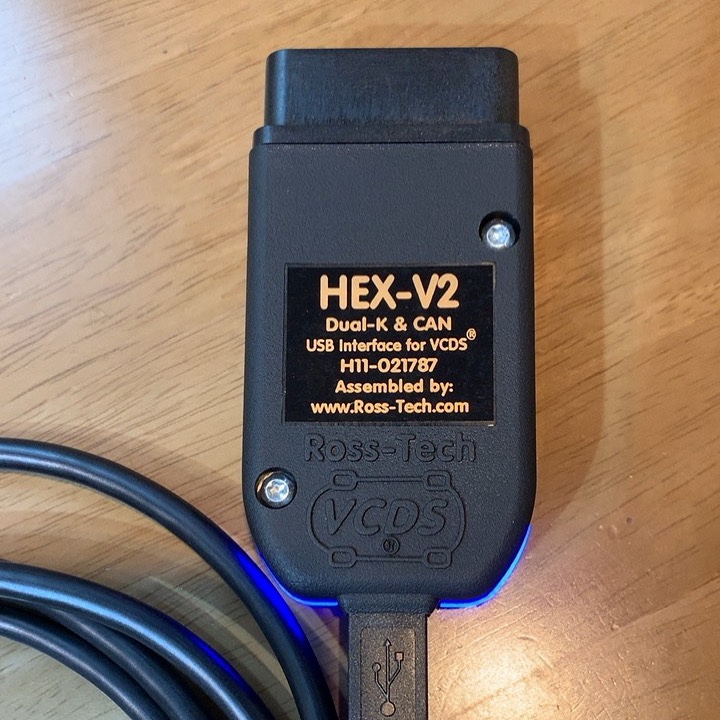 HEX-V2
Dual-K & CAN
USB Interface for VCDS®
H11-021787
Assembled by:
www.Ross-Tech.com
Ross-Tech
VCDS
®